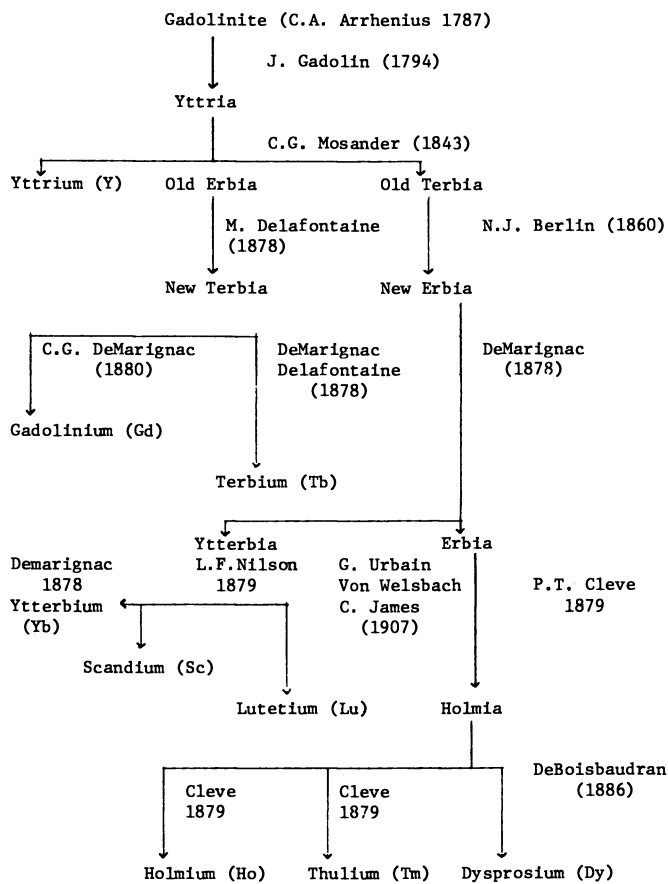 Gadolinite (C.A. Arrhenius 1787)
J. Gadolin (1794)
Yttria
C.G. Mosander (1843)
Yttrium (Y) Old Erbia Old Terbia
M. Delafontaine
(1878)
N.J. Berlin (1860)
New Terbia New Erbia
C.G. DeMarignac
(1880)
DeMarignac
Delafontaine
(1878)
DeMarignac
(1878)
Gadolinium (Gd)
Terbium (Tb)
Ytterbia
L.F.Nilson
1879
Erbia
Demarignac
1878
Ytterbium
(Yb)
G. Urbain
Von Welsbach
C. James
(1907)
P.T. Cleve
1879
Scandium (Sc)
Lutetium (Lu) Holmia
DeBoisbaudran
(1886)
Cleve
1879
Cleve
1879
Holmium (Ho) Thulium (Tm) Dysprosium (Dy)